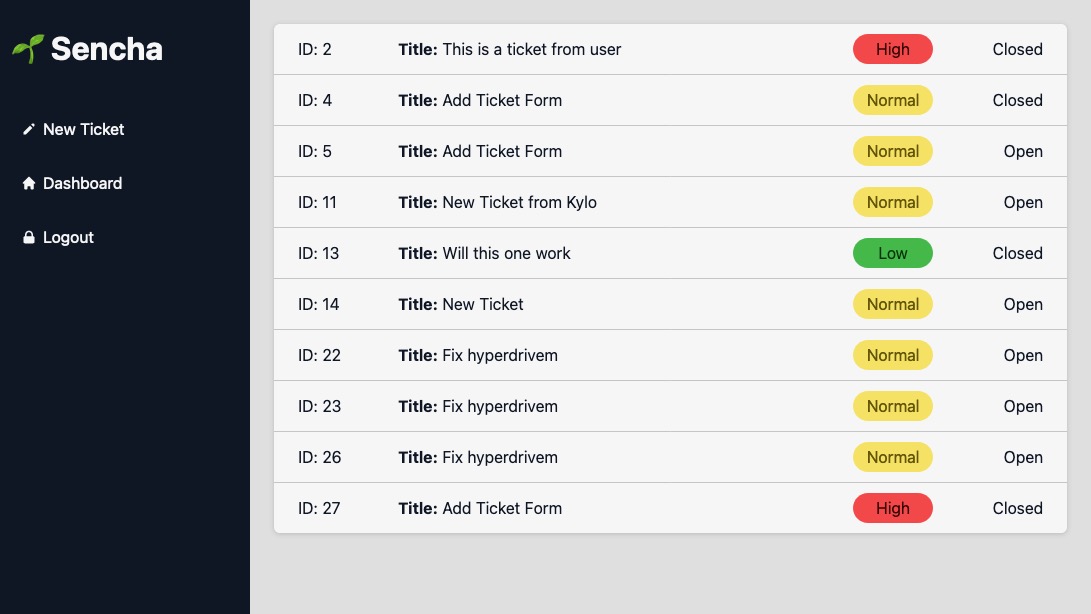 Sencha
New Ticket
Dashboard
Logout
ID: 2 Title: This is a ticket from user High Closed
ID: 4 Title: Add Ticket Form Normal Closed
ID: 5 Title: Add Ticket Form Normal Open
ID: 11 Title: New Ticket from Kylo Normal Open
ID: 13 Title: Will this one work Low Closed
ID: 14 Title: New Ticket Normal Open
ID: 22 Title: Fix hyperdrivem Normal Open
ID: 23 Title: Fix hyperdrivem Normal Open
ID: 26 Title: Fix hyperdrivem Normal Open
ID: 27 Title: Add Ticket Form High Closed